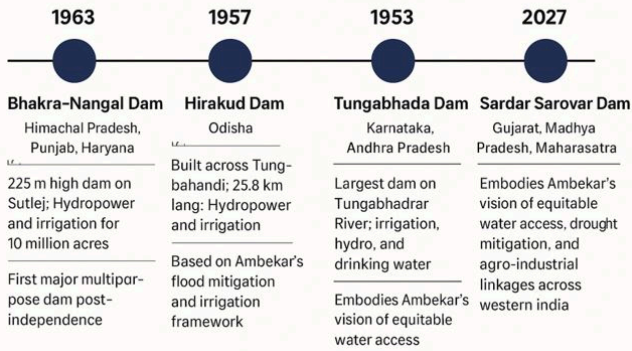 1963
Bhakra-Nangal Dam
Himachal Pradesh,
Punjab, Haryana
225 m high dam on
Sutlej; Hydropower
and irrigation for
10 million acres
First major multipar-
pose dam post-
independence
1957
Hirakud Dam
Odisha
Built across Tung-
bahandi; 25.8 km
lang: Hydropower
and irrigation
Based on Ambekar's
flood mitigation
and irrigation
framework
1953
Tungabhada Dam
Karnataka,
Andhra Pradesh
Largest dam on
Tungabhadrar
River; irrigation,
hydro, and
drinking water
Embodies Ambekar's
vision of equitable
water access
2027
Sardar Sarovar Dam
Gujarat, Madhya
Pradesh, Maharasatra
Embodies Ambekar's
vision of equitable
water access, drought
mitigation, and
agro-industrial
linkages across
western india